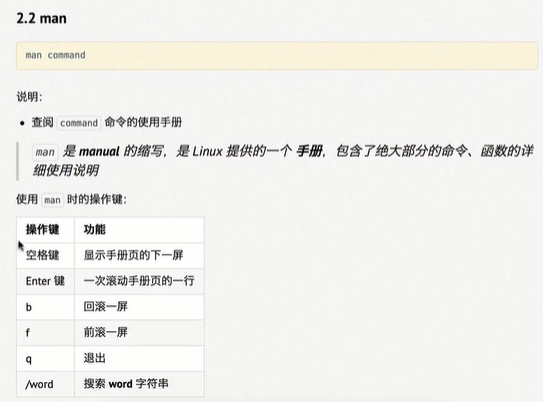 2.2 man
man command
说明：
• 查阅 command 命令的使用手册
man 是 manual 的缩写，是 Linux 提供的一个 手册，包含了绝大部分的命令、函数的详
细使用说明
使用 man 时的操作键：
操作键 功能
空格键 显示手册页的下一屏
Enter 键 一次滚动手册页的一行
b 回滚一屏
f 前滚一屏
q 退出
/word 搜索 word 字符串